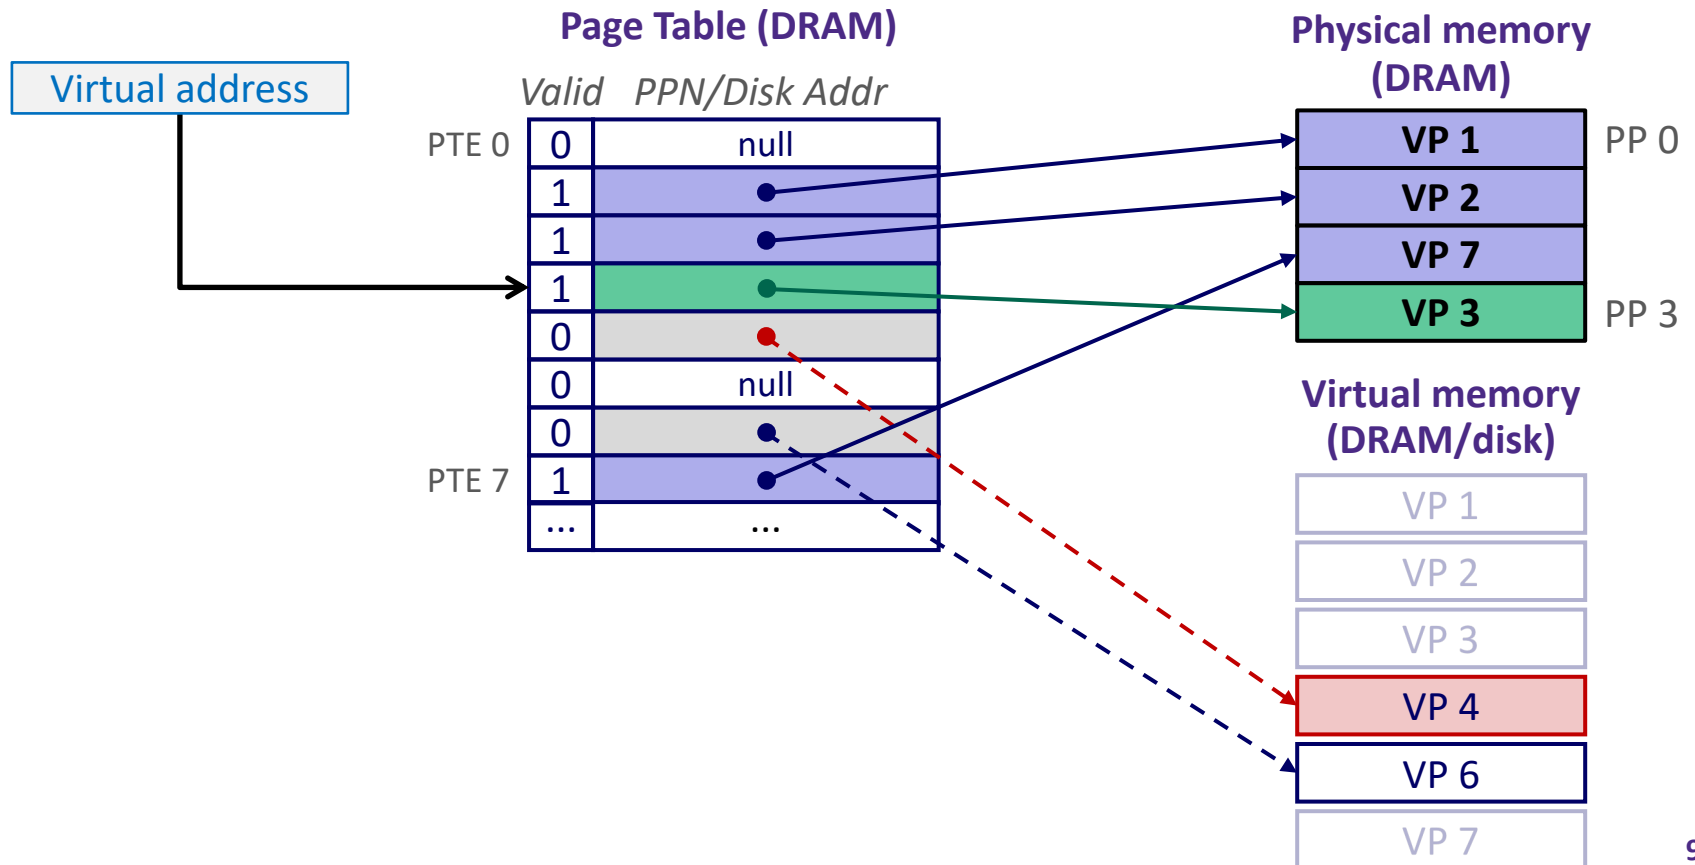 Page Table (DRAM)
Physical memory
(DRAM)
Virtual address
Valid PPN/Disk Addr
PTE 0 0 null
1
1
1
0
0 null
0
PTE 7 1
... ...
VP 1 PP 0
VP 2
VP 7
VP 3 PP 3
Virtual memory
(DRAM/disk)
VP 1
VP 2
VP 3
VP 4
VP 6
VP 7